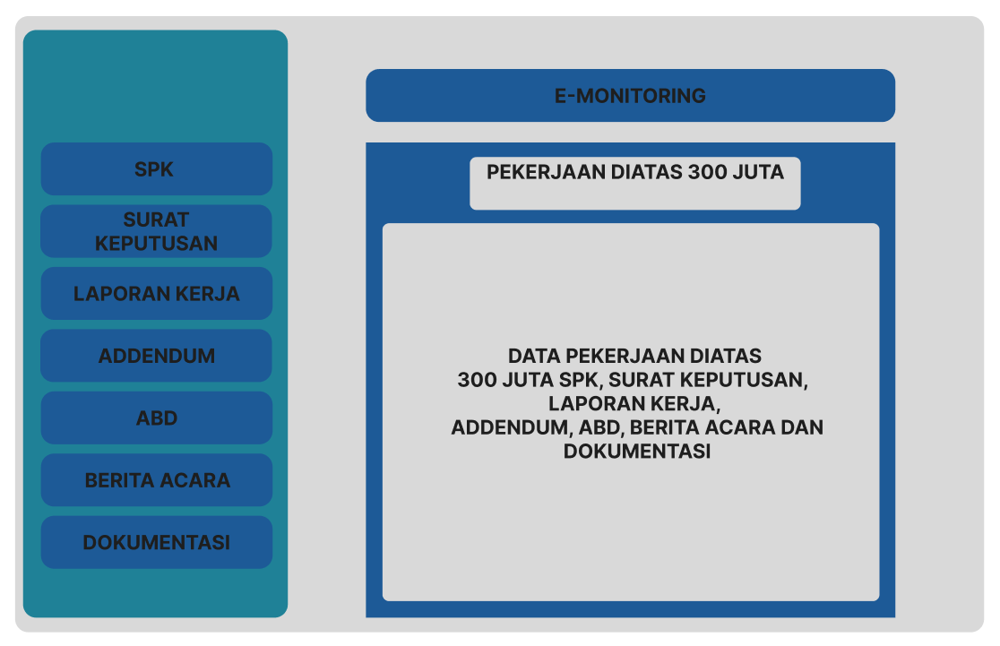 SPK
SURAT
KEPUTUSAN
LAPORAN KERJA
ADDENDUM
ABD
BERITA ACARA
DOKUMENTASI
E-MONITORING
PEKERJAAN DIATAS 300 JUTA
DATA PEKERJAAN DIATAS
300 JUTA SPK, SURAT KEPUTUSAN,
LAPORAN KERJA,
ADDENDUM, ABD, BERITA ACARA DAN
DOKUMENTASI